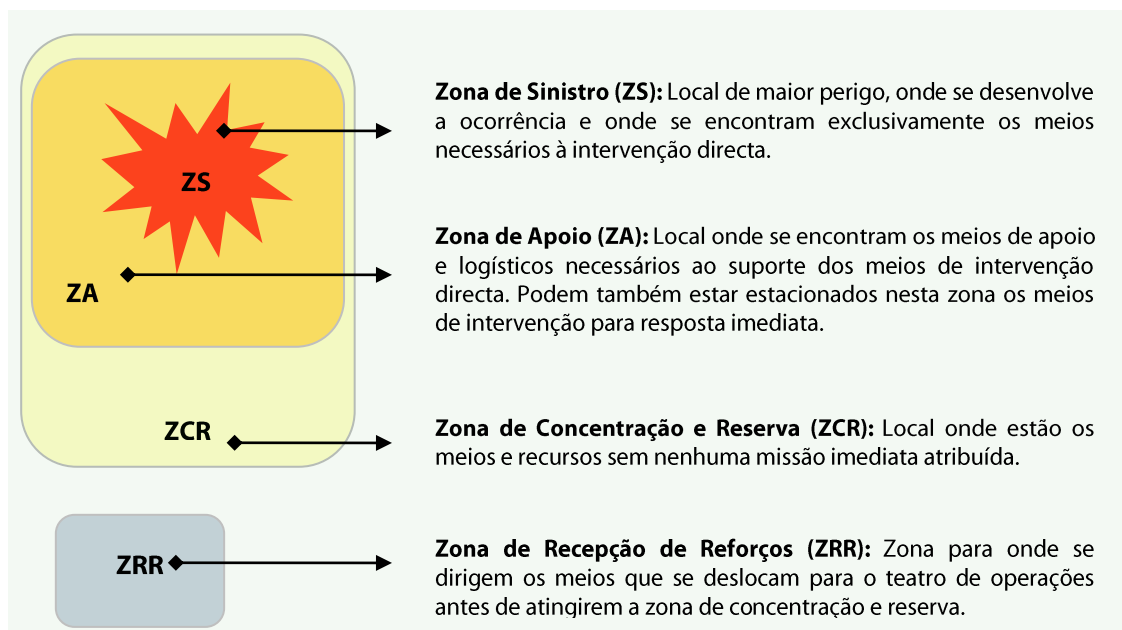 ZS
ZA
ZCR
ZRR
Zona de Sinistro (ZS): Local de maior perigo, onde se desenvolve
a ocorrência e onde se encontram exclusivamente os meios
necessários à intervenção directa.
Zona de Apoio (ZA): Local onde se encontram os meios de apoio
e logísticos necessários ao suporte dos meios de intervenção
directa. Podem também estar estacionados nesta zona os meios
de intervenção para resposta imediata.
Zona de Concentração e Reserva (ZCR): Local onde estão os
meios e recursos sem nenhuma missão imediata atribuída.
Zona de Recepção de Reforços (ZRR): Zona para onde se
dirigem os meios que se deslocam para o teatro de operações
antes de atingirem a zona de concentração e reserva.